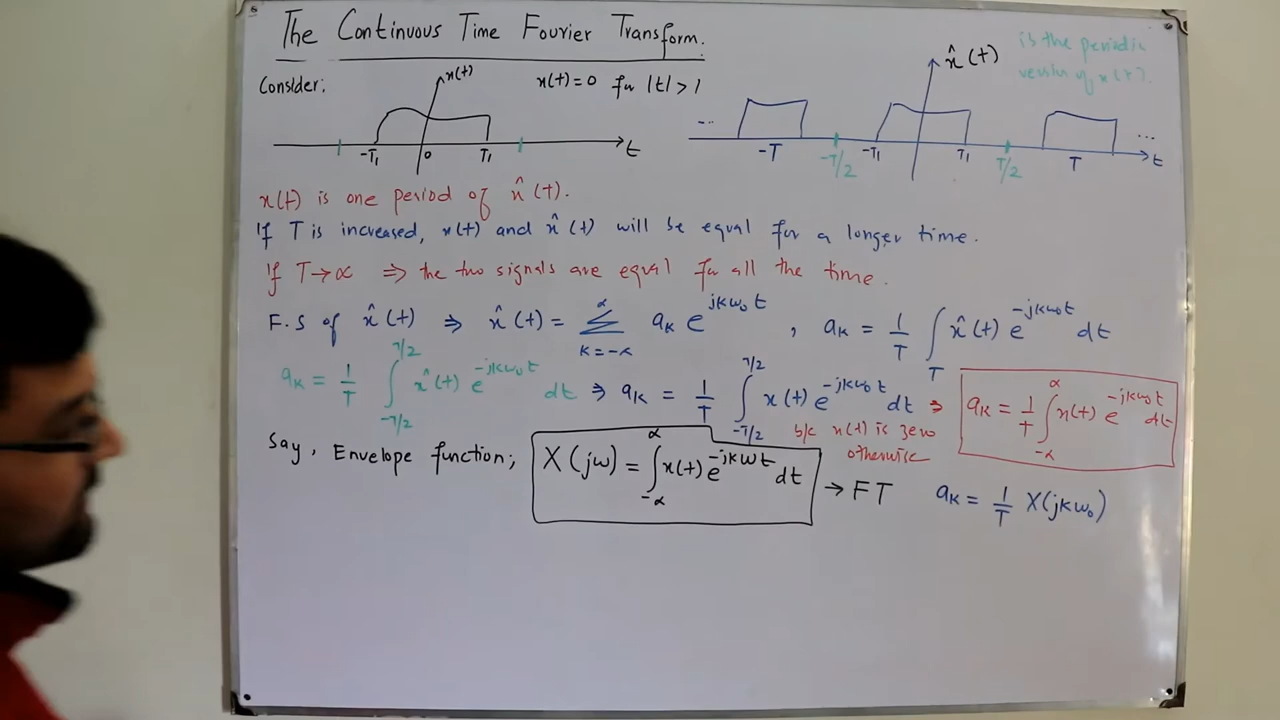 The Continuous Time Fourier Transform.
Consider: x(t) x(t)=0 for |t| > 1
-T₁ 0 T₁ t
x̂(t) is the periodic
version of x(t).
... -T -T/2 -T₁ T₁ T/2 T ... t
x(t) is one period of x̂(t).
If T is increased, x(t) and x̂(t) will be equal for a longer time.
If T→∝ ⇒ the two signals are equal for all the time.
F.S of x̂(t) ⇒ x̂(t) = ∑_{K=-∝}^{∝} a_K e^{jKω₀t} , a_K = 1/T ∫_T x̂(t) e^{-jKω₀t} dt
a_K = 1/T ∫_{-T/2}^{T/2} x̂(t) e^{-jKω₀t} dt ⇒ a_K = 1/T ∫_{-T/2}^{T/2} x(t) e^{-jKω₀t} dt ⇒ a_K = 1/T ∫_{-∝}^{∝} x(t) e^{-jKω₀t} dt
b/c x(t) is zero
otherwise
Say, Envelope function; X(jω) = ∫_{-∝}^{∝} x(t) e^{-jKωt} dt → FT a_K = 1/T X(jKω₀)